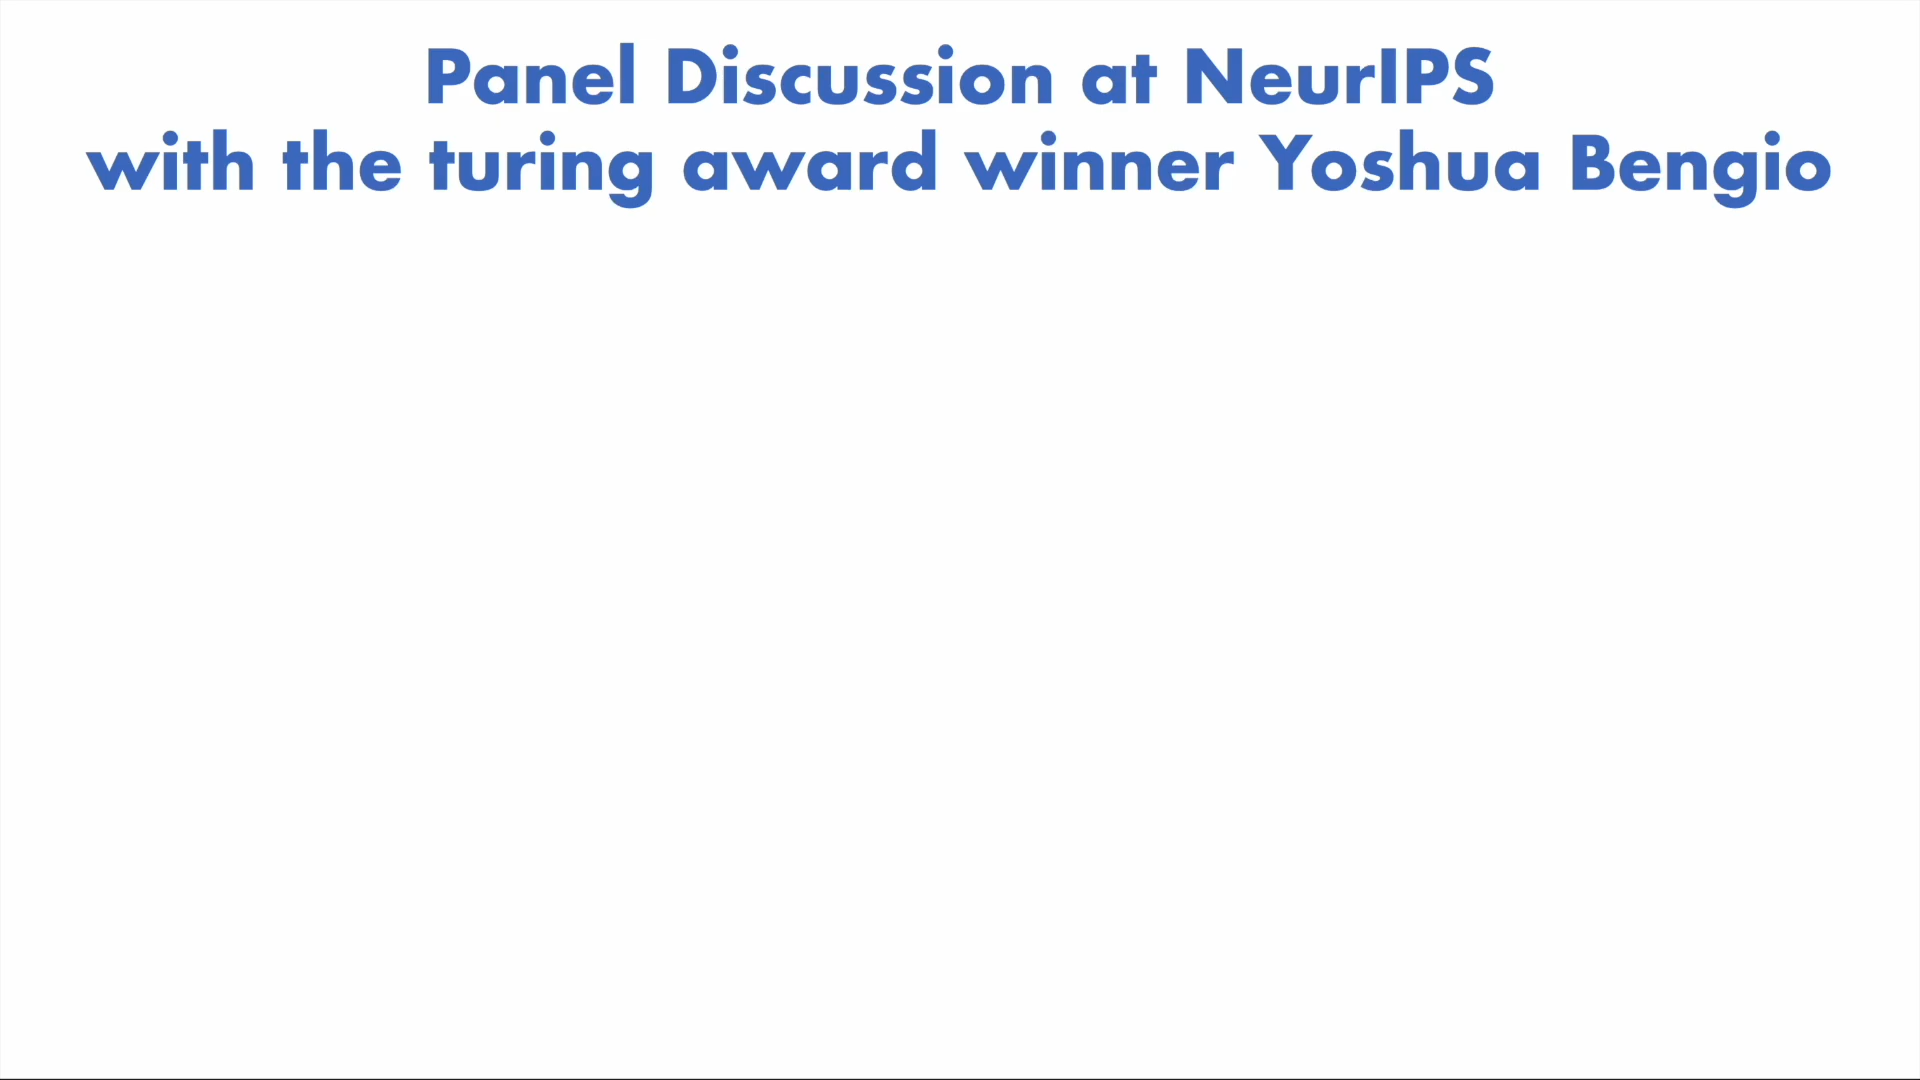 Panel Discussion at NeurIPS
with the turing award winner Yoshua Bengio